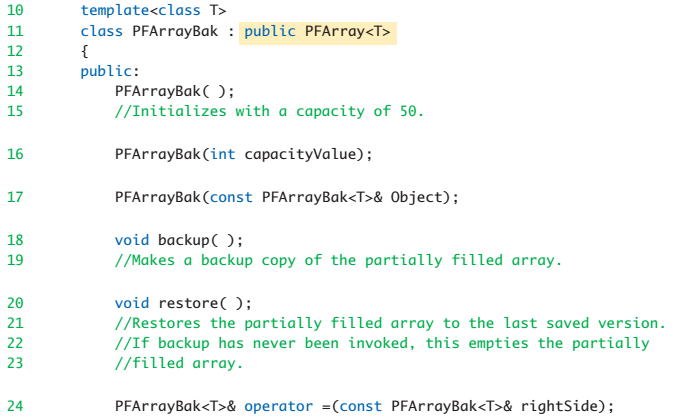 10 template<class T>
11 class PFArrayBak : public PFArray<T>
12 {
13 public:
14 PFArrayBak( );
15 //Initializes with a capacity of 50.
16 PFArrayBak(int capacityValue);
17 PFArrayBak(const PFArrayBak<T>& Object);
18 void backup( );
19 //Makes a backup copy of the partially filled array.
20 void restore( );
21 //Restores the partially filled array to the last saved version.
22 //If backup has never been invoked, this empties the partially
23 //filled array.
24 PFArrayBak<T>& operator =(const PFArrayBak<T>& rightSide);